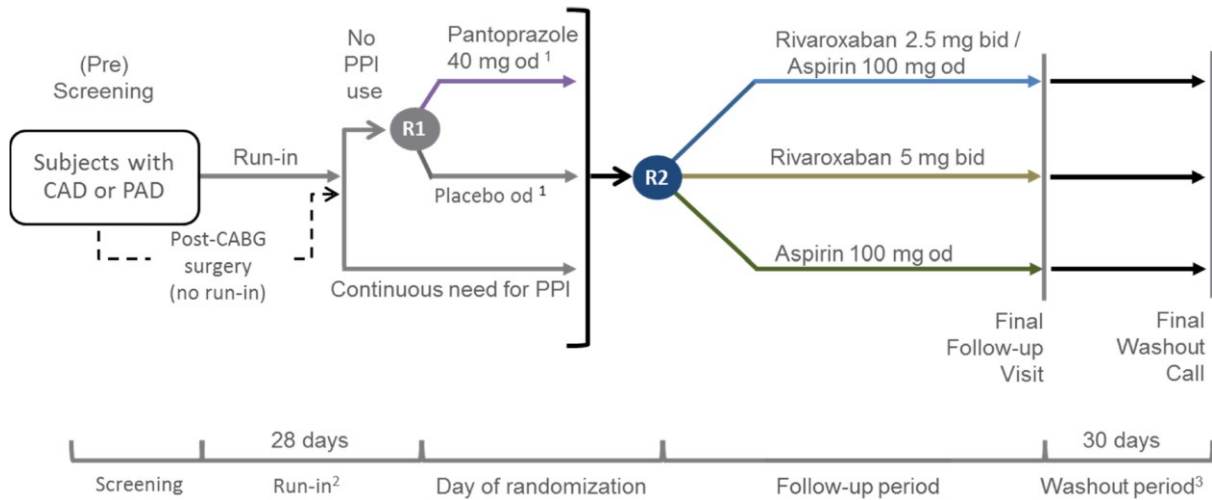 (Pre)
Screening
Subjects with
CAD or PAD
Run-in
Post-CABG
surgery
(no run-in)
No
PPI
use
R1
Pantoprazole
40 mg od 1
Placebo od 1
Continuous need for PPI
R2
Rivaroxaban 2.5 mg bid /
Aspirin 100 mg od
Rivaroxaban 5 mg bid
Aspirin 100 mg od
Final
Follow-up
Visit
Final
Washout
Call
28 days
30 days
Screening
Run-in2
Day of randomization
Follow-up period
Washout period3